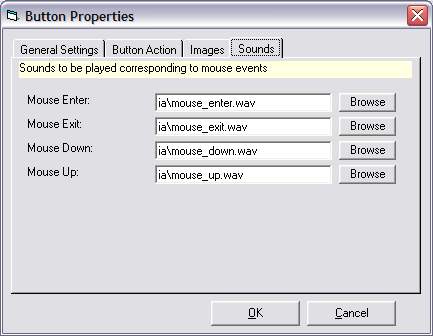 Button Properties
General Settings Button Action Images Sounds
Sounds to be played corresponding to mouse events
Mouse Enter: ia\mouse_enter.wav Browse
Mouse Exit: ia\mouse_exit.wav Browse
Mouse Down: ia\mouse_down.wav Browse
Mouse Up: ia\mouse_up.wav Browse
OK Cancel